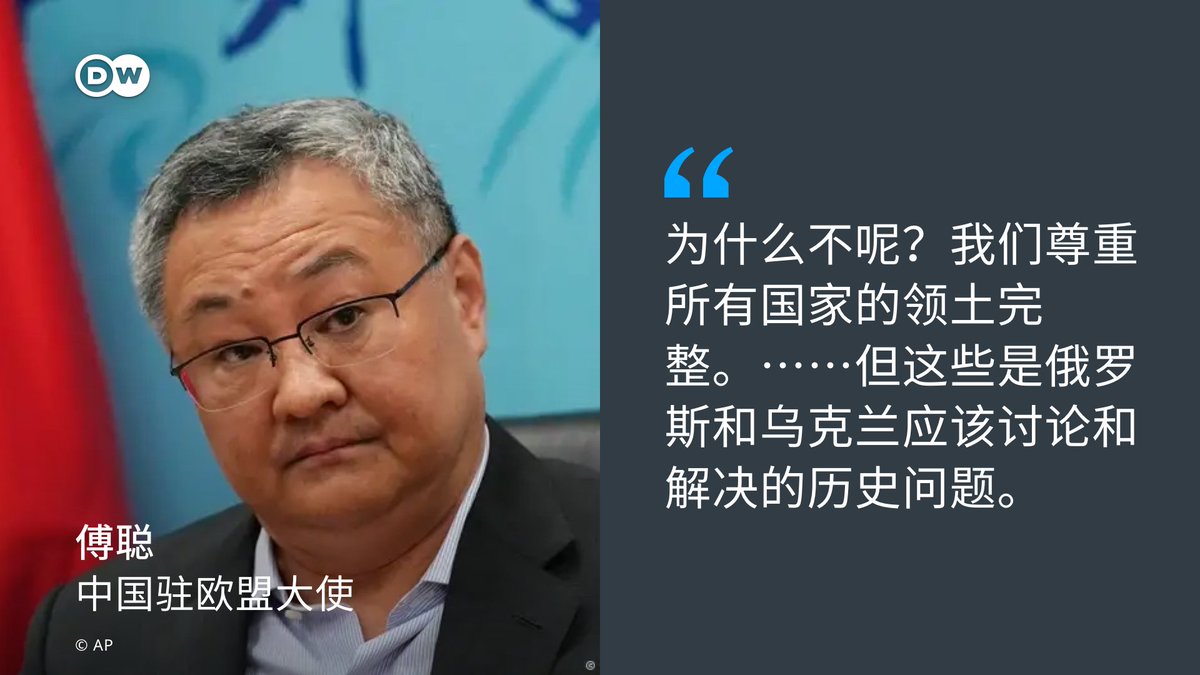 DW
傅聪
中国驻欧盟大使
© AP
©
“
为什么不呢？我们尊重
所有国家的领土完
整。……但这些是俄罗
斯和乌克兰应该讨论和
解决的历史问题。